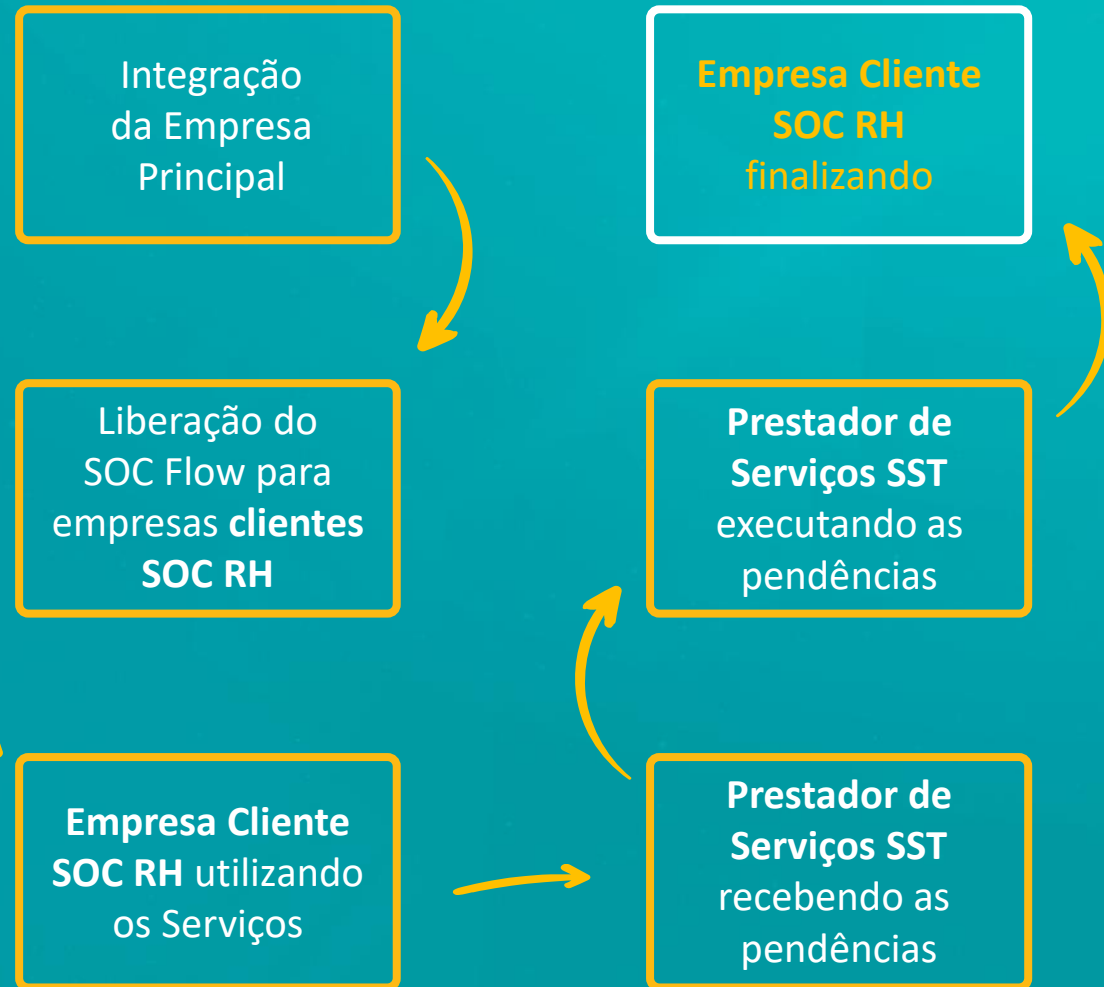 Integração
da Empresa
Principal
Liberação do
SOC Flow para
empresas clientes
SOC RH
Empresa Cliente
SOC RH utilizando
os Serviços
Prestador de
Serviços SST
recebendo as
pendências
Prestador de
Serviços SST
executando as
pendências
Empresa Cliente
SOC RH
finalizando